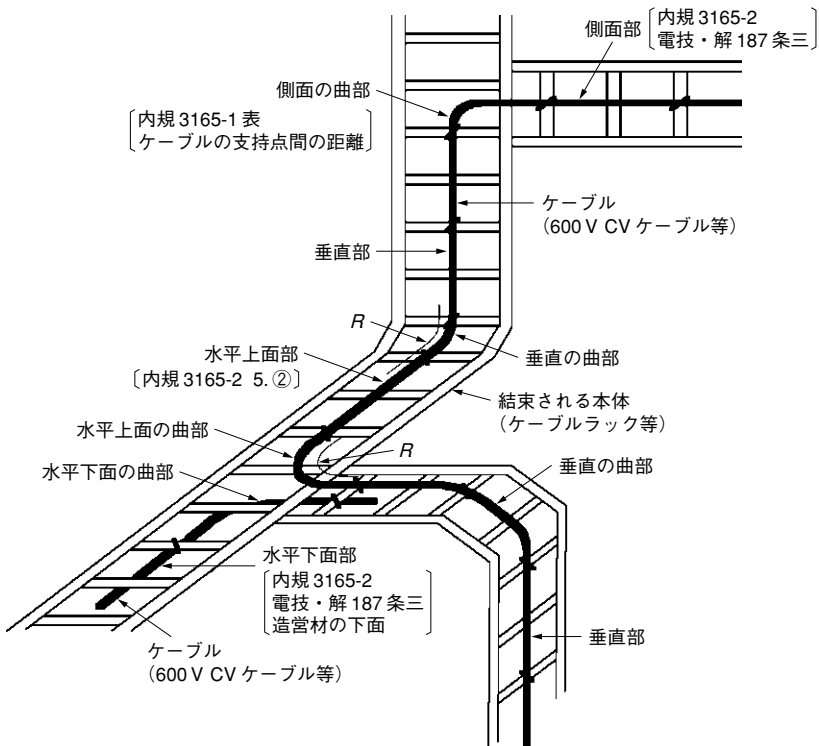 側面部
内規 3165-2
電技・解 187 条三
側面の曲部
内規 3165-1 表
ケーブルの支持点間の距離
ケーブル
(600 V CV ケーブル等)
垂直部
R
水平上面部
〔内規 3165-2 5. ②〕
垂直の曲部
結束される本体
(ケーブルラック等)
水平上面の曲部
R
水平下面の曲部
垂直の曲部
水平下面部
内規 3165-2
電技・解 187 条三
造営材の下面
垂直部
ケーブル
(600 V CV ケーブル等)